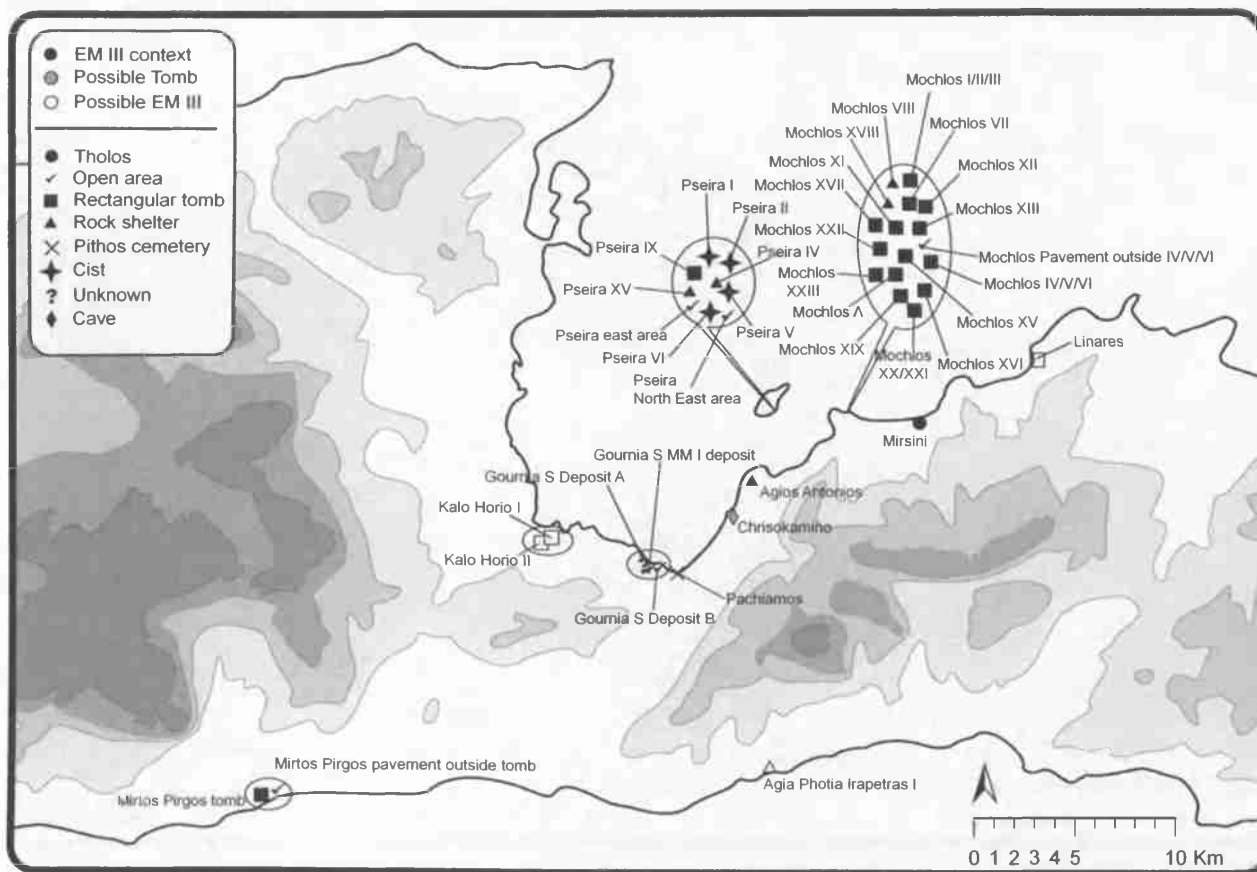 EM III context
Possible Tomb
Possible EM III
Tholos
Open area
Rectangular tomb
Rock shelter
Pithos cemetery
Cist
? Unknown
Cave
Mochlos I/II/III
Mochlos VIII
Mochlos VII
Mochlos XVIII
Mochlos XI
Mochlos XII
Mochlos XVII
Mochlos XIII
Mochlos XXII
Mochlos Pavement outside IV/V/VI
Mochlos
XXIII
Mochlos IV/V/VI
Mochlos Λ
Mochlos XV
Mochlos XIX
Mochlos
XX/XXI
Mochlos XVI
Linares
Mirsini
Pseira I
Pseira II
Pseira IX
Pseira IV
Pseira XV
Pseira east area
Pseira V
Pseira VI
Pseira
North East area
Gournia S MM I deposit
Gournia S Deposit A
Agios Antonios
Kalo Horio I
Chrisokamino
Kalo Horio II
Pachiamos
Gournia S Deposit B
Mirtos Pirgos pavement outside tomb
Mirtos Pirgos tomb
Agia Photia Irapetras I
0 1 2 3 4 5 10 Km